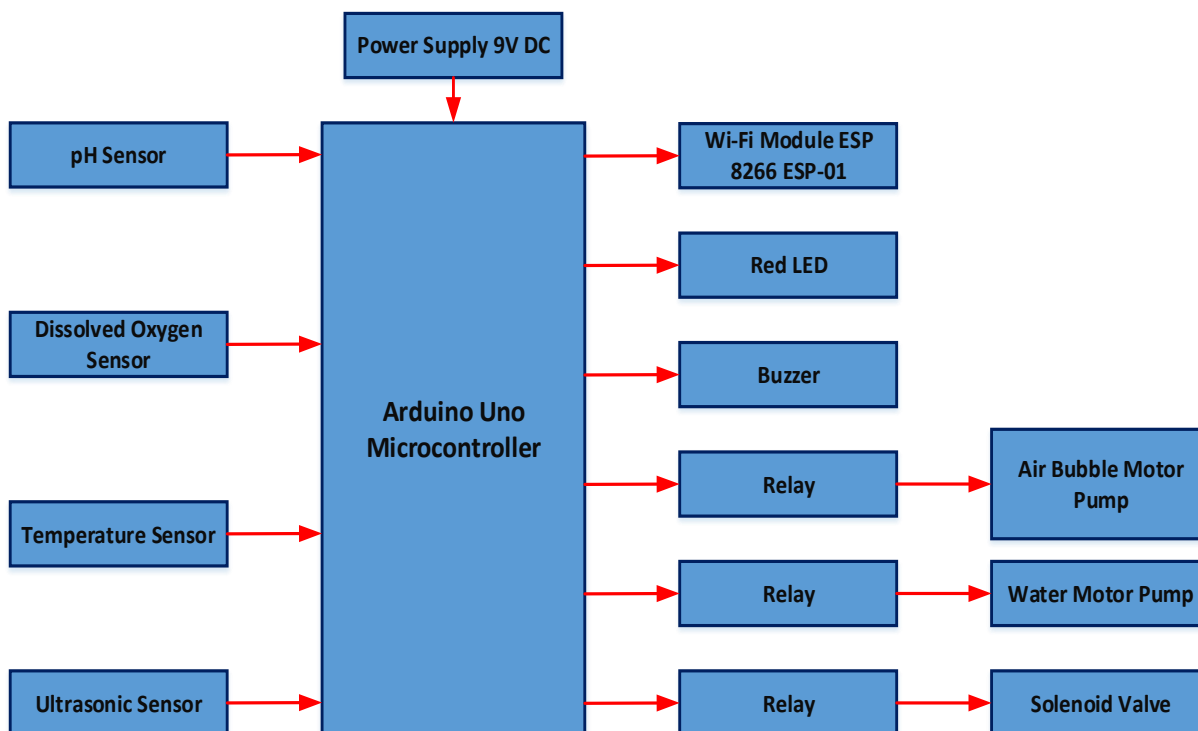 Power Supply 9V DC
pH Sensor
Dissolved Oxygen
Sensor
Temperature Sensor
Ultrasonic Sensor
Arduino Uno
Microcontroller
Wi-Fi Module ESP
8266 ESP-01
Red LED
Buzzer
Relay
Air Bubble Motor
Pump
Relay
Water Motor Pump
Relay
Solenoid Valve